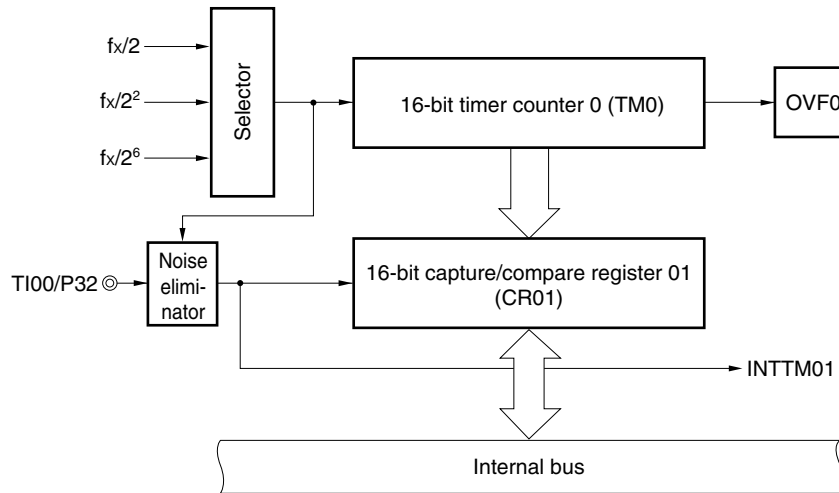 fx/2
fx/2²
fx/2⁶
Selector
16-bit timer counter 0 (TM0)
OVF0
TI00/P32
Noise
elimi-
nator
16-bit capture/compare register 01
(CR01)
INTTM01
Internal bus